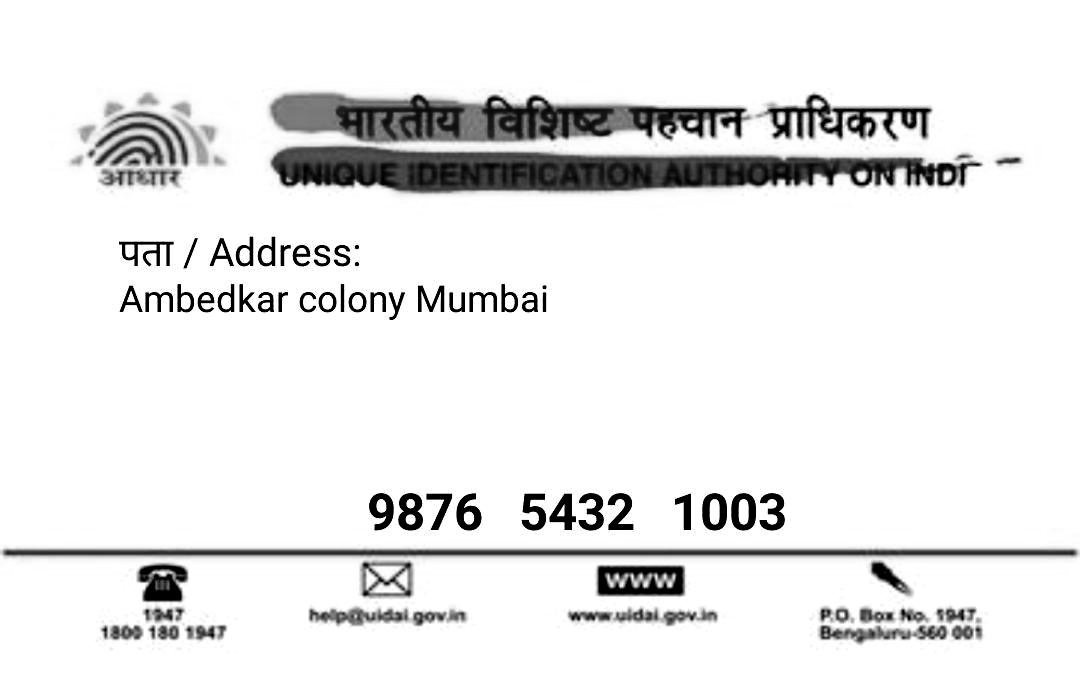 आधार
भारतीय विशिष्ट पहचान प्राधिकरण
UNIQUE IDENTIFICATION AUTHORITY ON INDI
पता / Address:
Ambedkar colony Mumbai
9876 5432 1003
1947
1800 180 1947
help@uidai.gov.in
www
www.uidai.gov.in
P.O. Box No. 1947,
Bengaluru-560 001